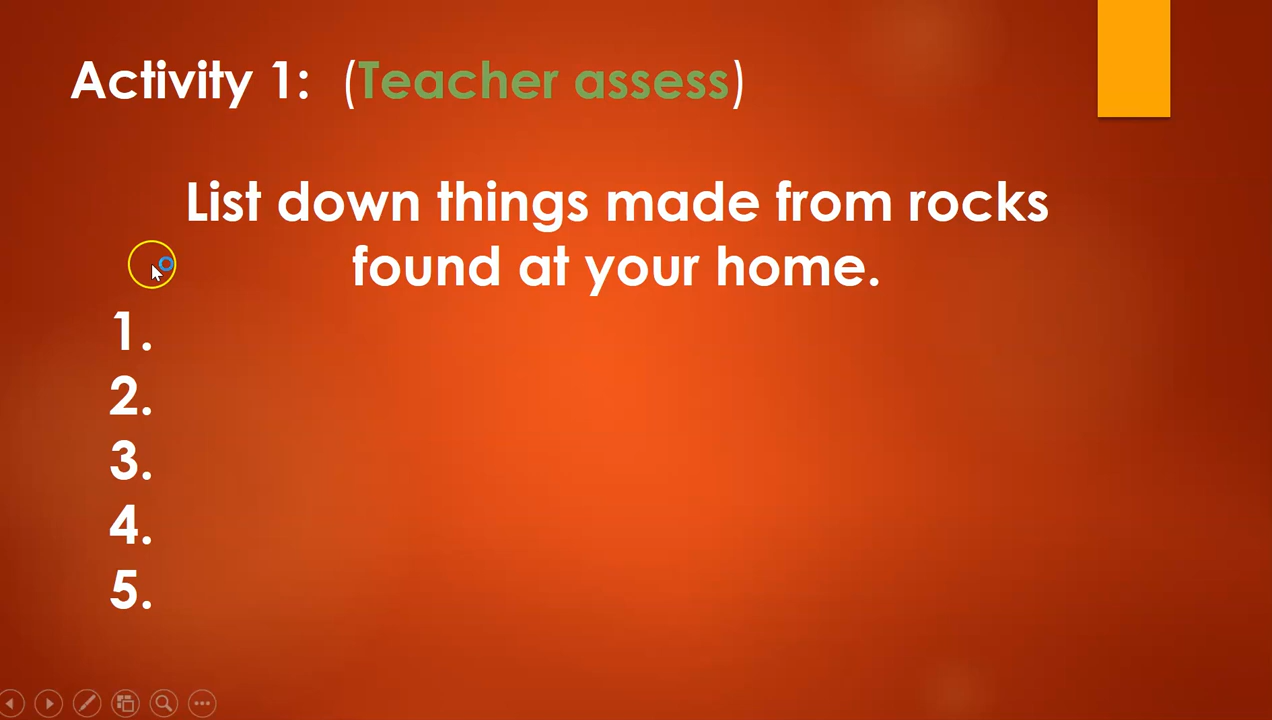 Activity 1: (Teacher assess)
List down things made from rocks
found at your home.
1.
2.
3.
4.
5.